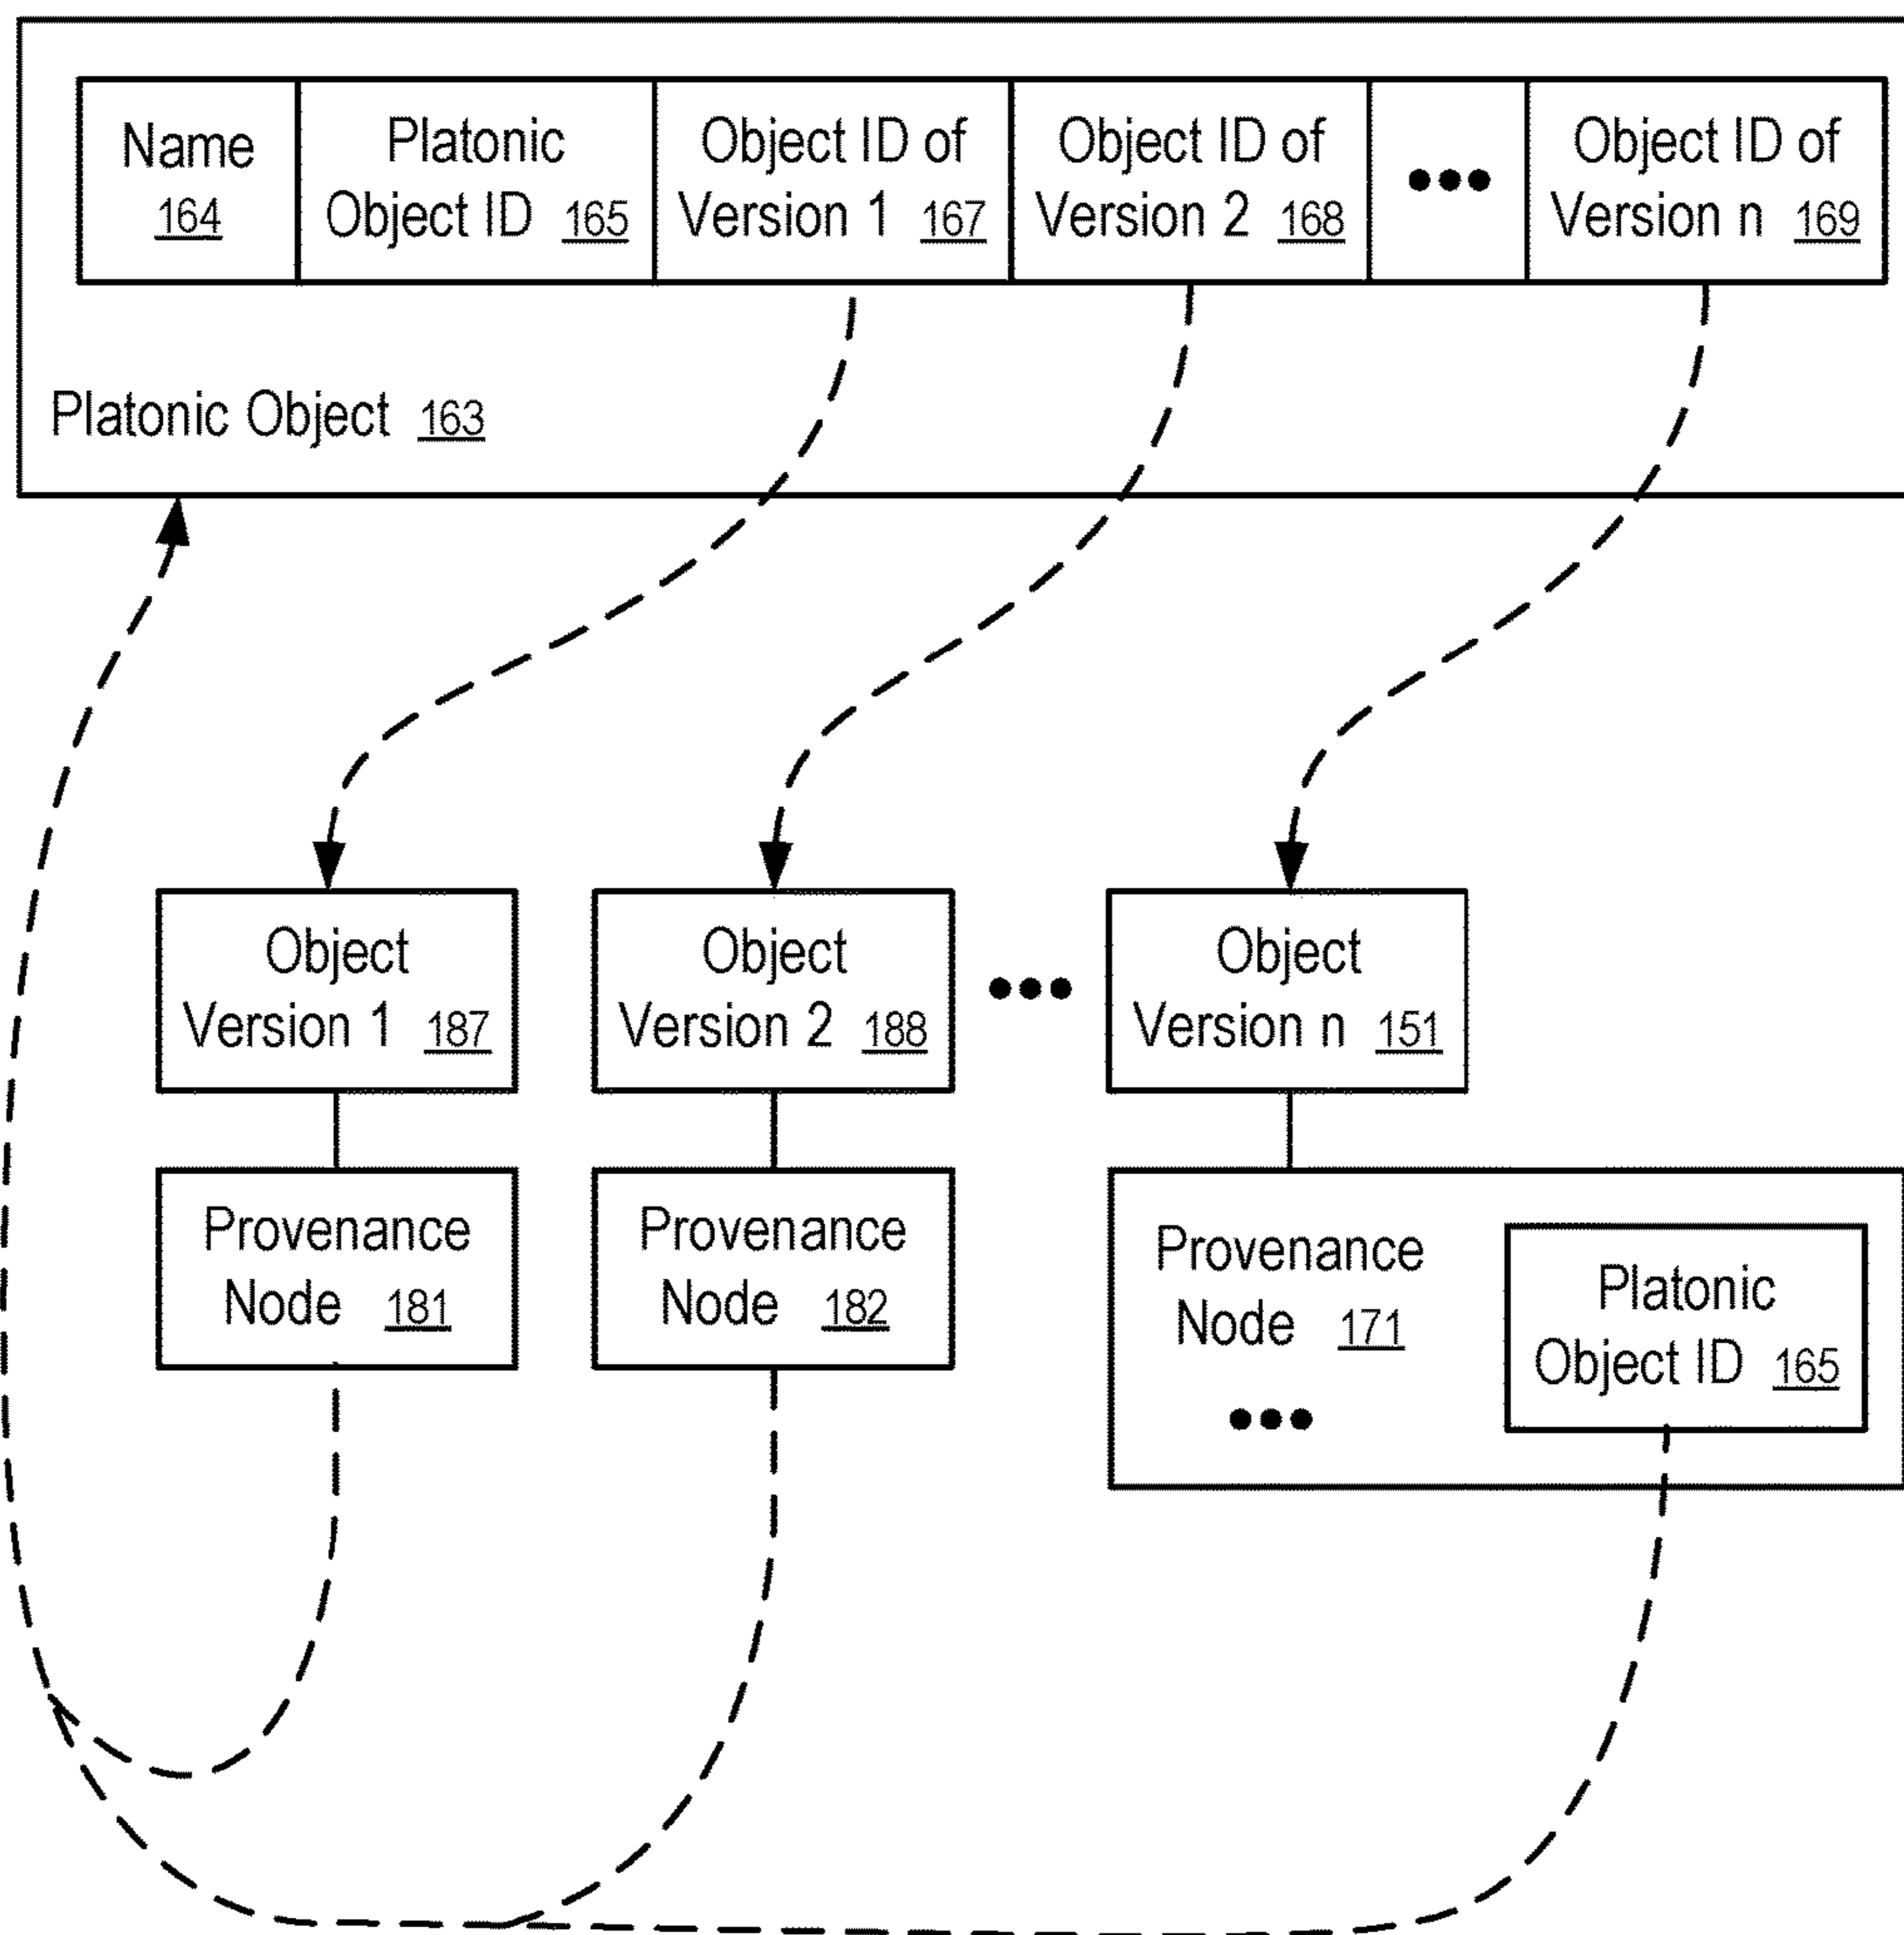 Name
164
Platonic
Object ID 165
Object ID of
Version 1 167
Object ID of
Version 2 168
•••
Object ID of
Version n 169
Platonic Object 163
Object
Version 1 187
Object
Version 2 188
•••
Object
Version n 151
Provenance
Node 181
Provenance
Node 182
Provenance
Node 171
•••
Platonic
Object ID 165